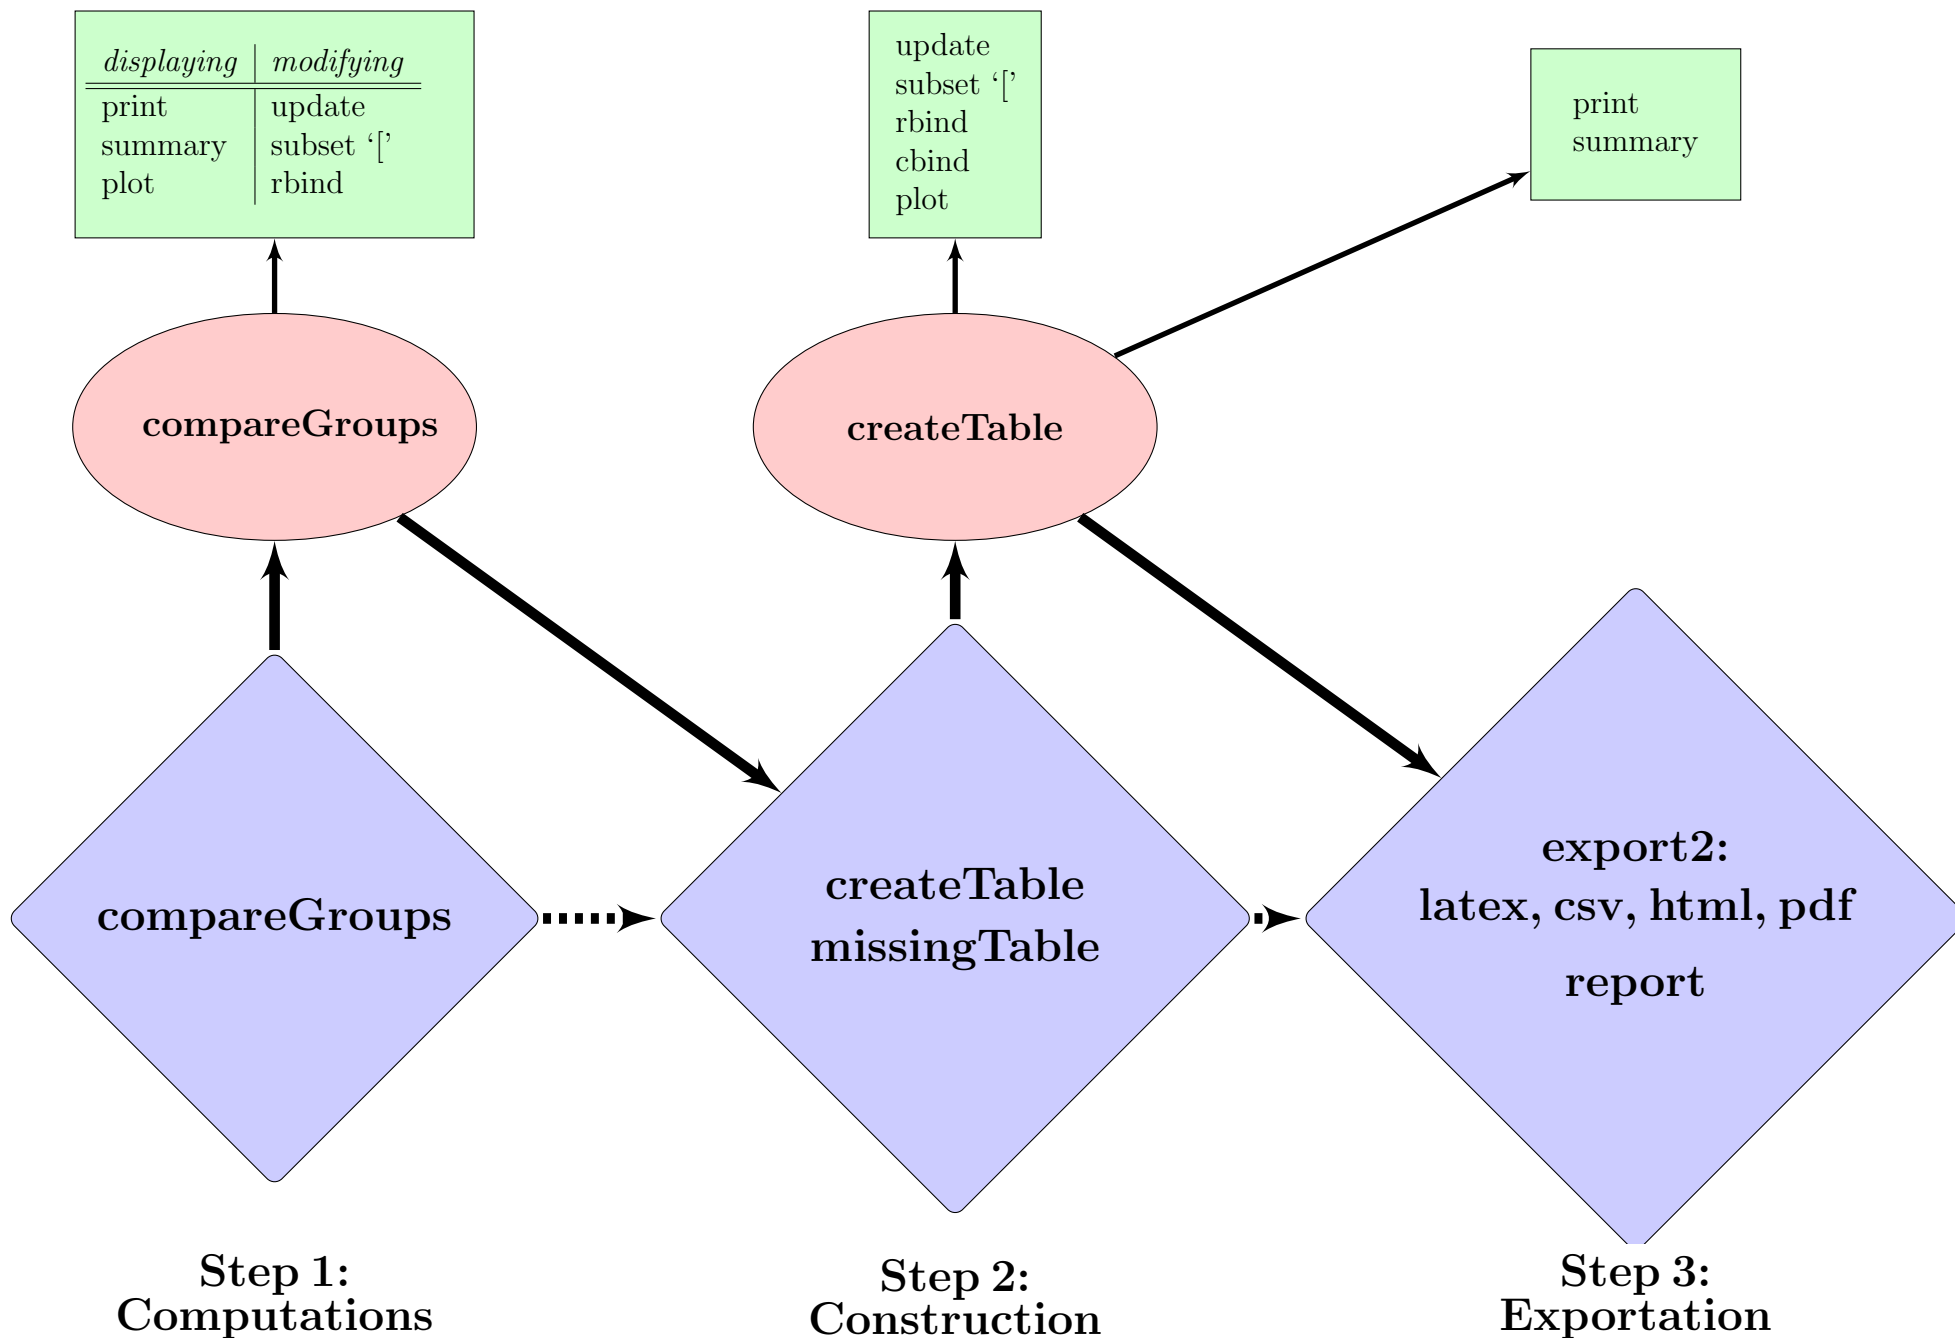 displaying modifying
print update
summary subset ‘[’
plot rbind
update
subset ‘[’
rbind
cbind
plot
print
summary
compareGroups
createTable
compareGroups
createTable
missingTable
export2:
latex, csv, html, pdf
report
Step 1:
Computations
Step 2:
Construction
Step 3:
Exportation